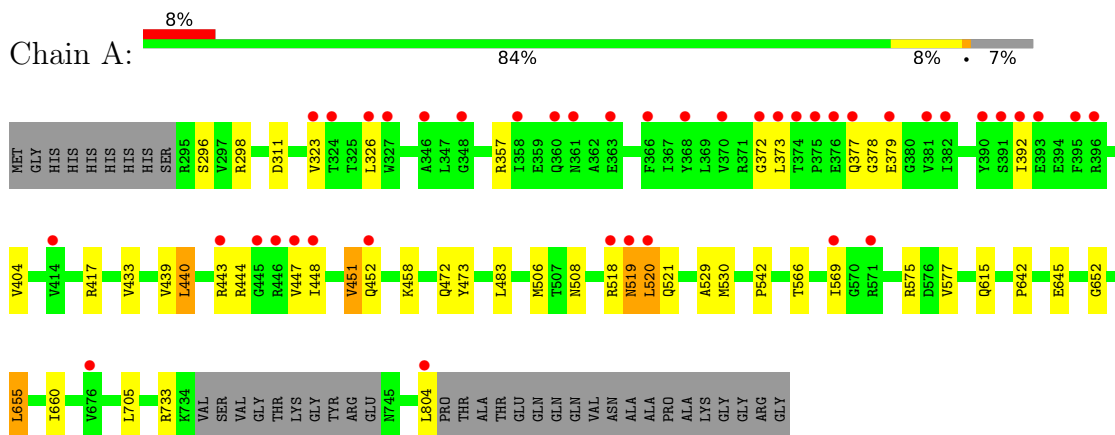 8%
Chain A:
84% 8% • 7%
MET GLY HIS HIS HIS HIS HIS HIS SER R295 S296 V297 R298 D311 V323 T324 T325 L326 W327 A346 L347 G348 R357 I358 E359 Q360 N361 A362 E363 F366 I367 Y368 L369 V370 R371 G372 L373 T374 P375 E376 Q377 G378 E379 G380 V381 I382 Y390 S391 I392 E393 E394 F395 R396
V404 V414 R417 V433 V439 L440 R443 R444 G445 R446 V447 I448 V451 Q452 K458 Q472 Y473 L483 M506 T507 N508 R518 N519 L520 Q521 A529 M530 P542 T566 I569 G570 R571 R575 D576 V577 Q615 P642 E645 G652
L655 I660 V676 L705 R733 K734 VAL SER VAL GLY THR LYS GLY TYR ARG GLU N745 L804 PRO THR ALA THR GLU GLN GLN GLN VAL ASN ALA ALA PRO ALA LYS GLY GLY ARG GLY